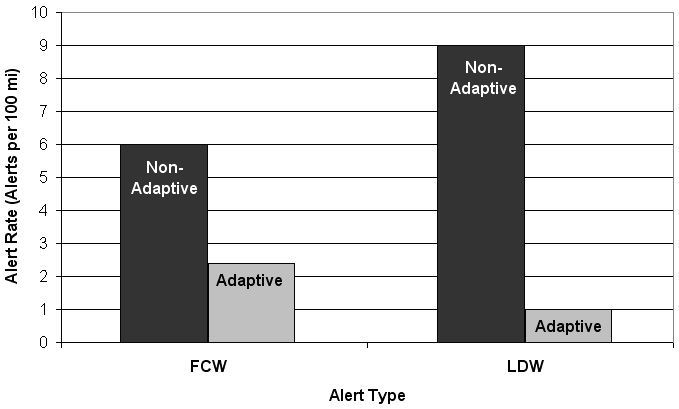 Alert Rate (Alerts per 100 mi)
10
9
8
7
6
5
4
3
2
1
0
Non-
Adaptive
Adaptive
Non-
Adaptive
Adaptive
FCW
LDW
Alert Type